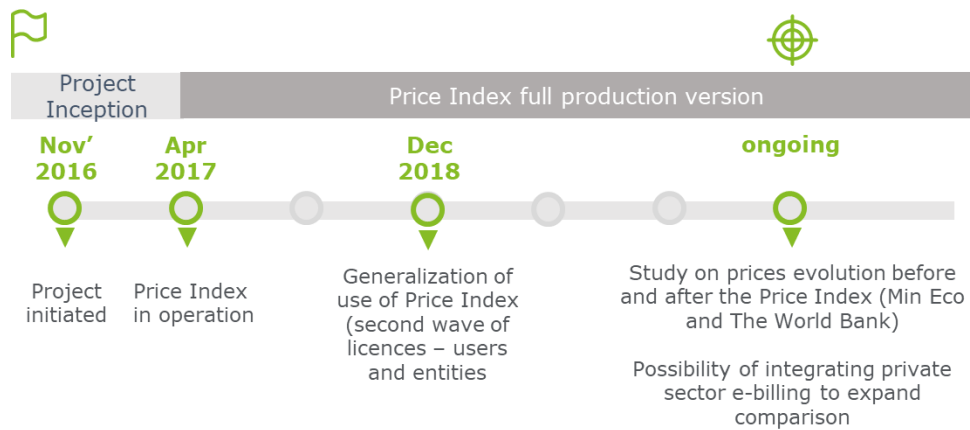 Project
Inception
Price Index full production version
Nov'
2016
Apr
2017
Dec
2018
ongoing
Project
initiated
Price Index
in operation
Generalization of
use of Price Index
(second wave of
licences – users
and entities
Study on prices evolution before
and after the Price Index (Min Eco
and The World Bank)
Possibility of integrating private
sector e-billing to expand
comparison